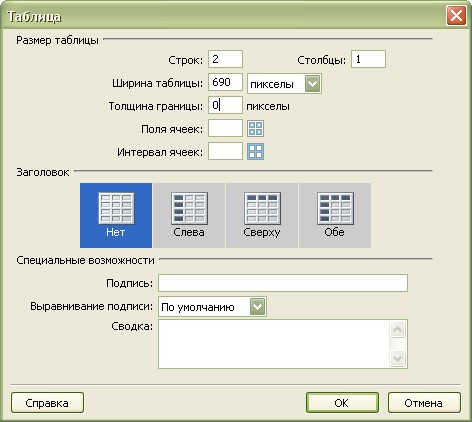 Таблица
Размер таблицы
Строк: 2 Столбцы: 1
Ширина таблицы: 690 пикселы
Толщина границы: 0 пикселы
Поля ячеек:
Интервал ячеек:
Заголовок
Нет Слева Сверху Обе
Специальные возможности
Подпись:
Выравнивание подписи: По умолчанию
Сводка:
Справка OK Отмена